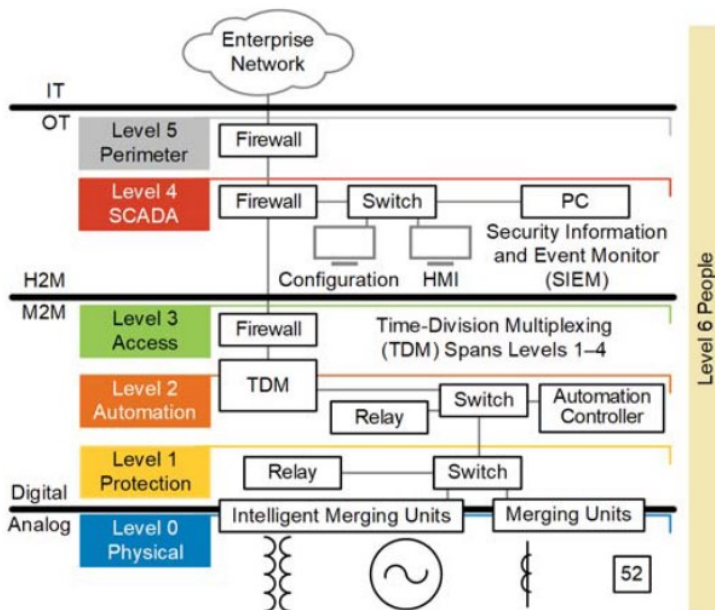 Enterprise
Network
IT
OT
Level 5
Perimeter
Firewall
Level 4
SCADA
Firewall
Switch
PC
Configuration
HMI
Security Information
and Event Monitor
(SIEM)
H2M
M2M
Level 3
Access
Firewall
Time-Division Multiplexing
(TDM) Spans Levels 1–4
Level 2
Automation
TDM
Relay
Switch
Automation
Controller
Level 1
Protection
Relay
Switch
Digital
Analog
Level 0
Physical
Intelligent Merging Units
Merging Units
52
Level 6 People